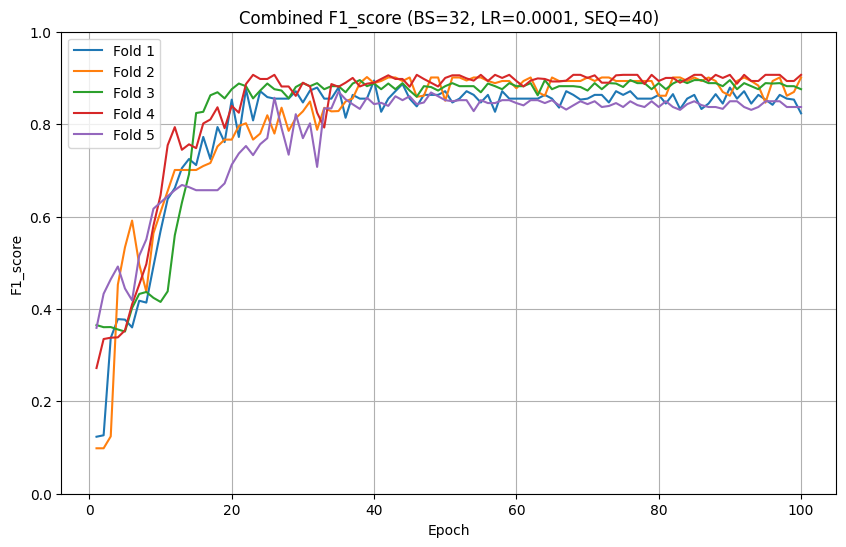 Combined F1_score (BS=32, LR=0.0001, SEQ=40)
Fold 1
Fold 2
Fold 3
Fold 4
Fold 5
1.0
0.8
0.6
0.4
0.2
0.0
F1_score
0 20 40 60 80 100
Epoch